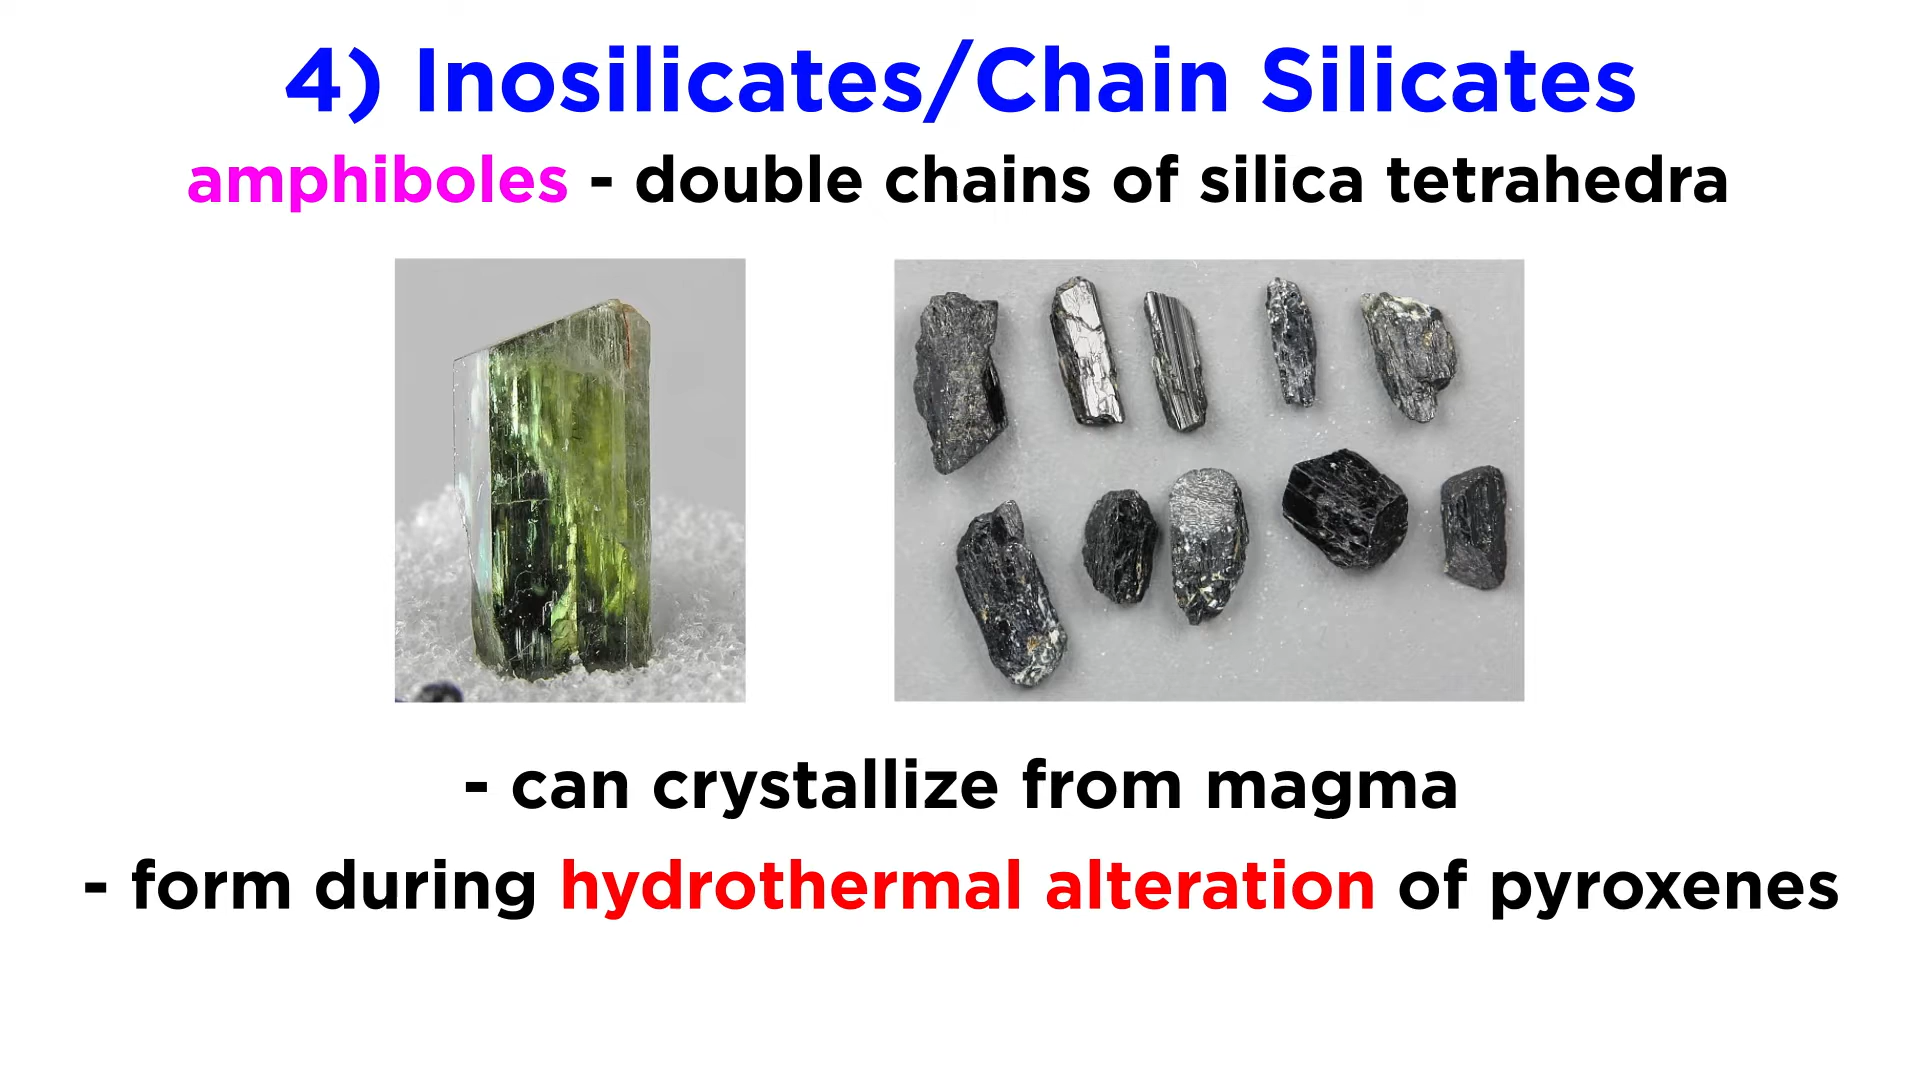 4) Inosilicates/Chain Silicates
amphiboles - double chains of silica tetrahedra
- can crystallize from magma
- form during hydrothermal alteration of pyroxenes